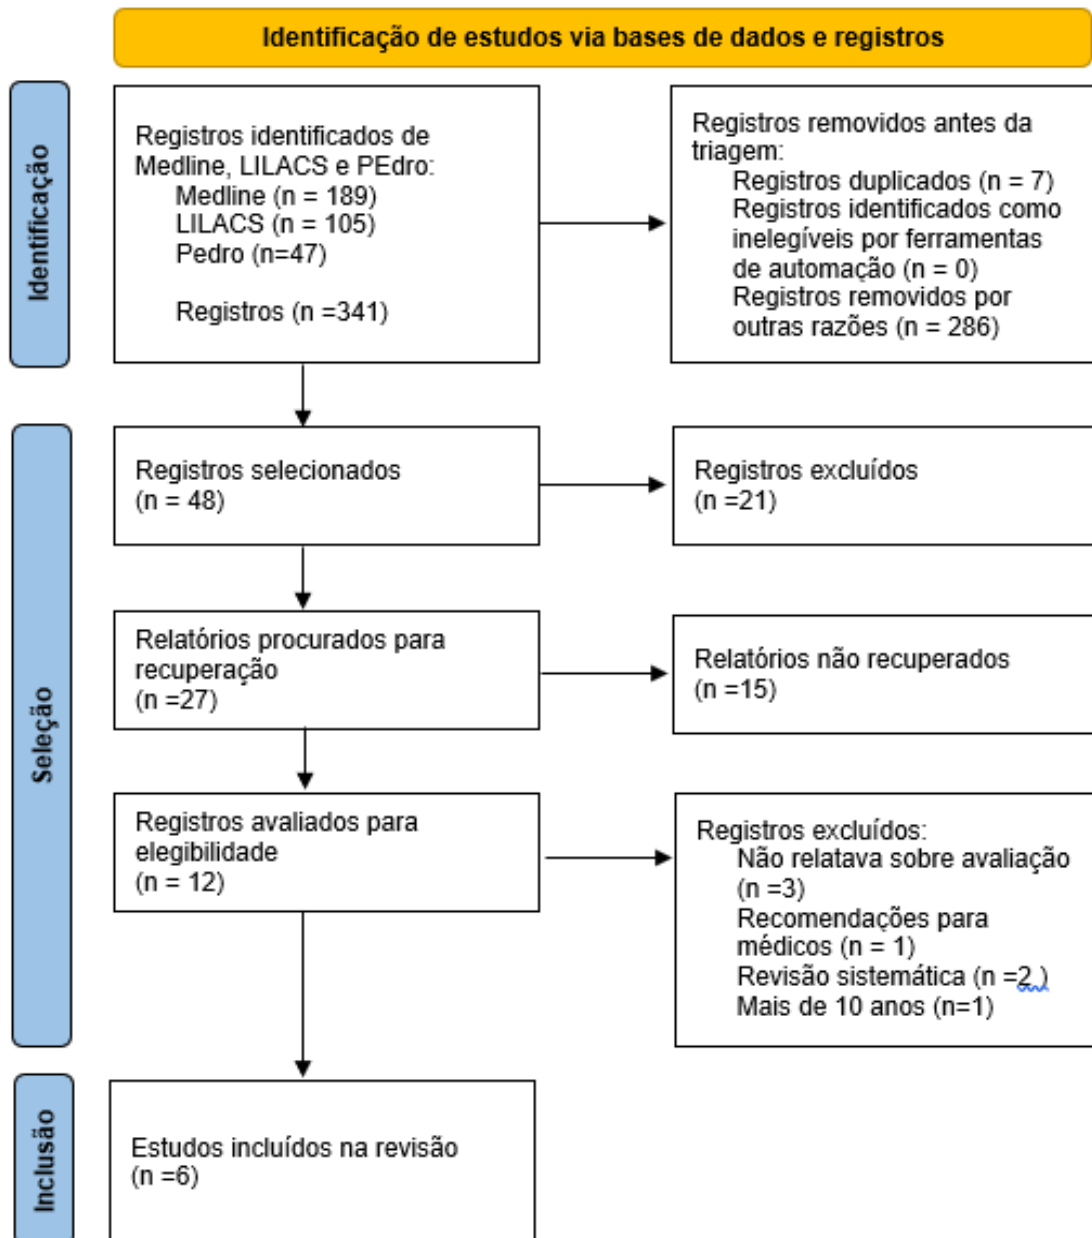 Identificação de estudos via bases de dados e registros
Identificação
Registros identificados de
Medline, LILACS e PEdro:
Medline (n = 189)
LILACS (n = 105)
Pedro (n=47)
Registros (n =341)
Registros removidos antes da
triagem:
Registros duplicados (n = 7)
Registros identificados como
inelegíveis por ferramentas
de automação (n = 0)
Registros removidos por
outras razões (n = 286)
Seleção
Registros selecionados
(n = 48)
Registros excluídos
(n =21)
Relatórios procurados para
recuperação
(n =27)
Relatórios não recuperados
(n =15)
Registros avaliados para
elegibilidade
(n = 12)
Registros excluídos:
Não relatava sobre avaliação
(n =3)
Recomendações para
médicos (n = 1)
Revisão sistemática (n =2 )
Mais de 10 anos (n=1)
Inclusão
Estudos incluídos na revisão
(n =6)